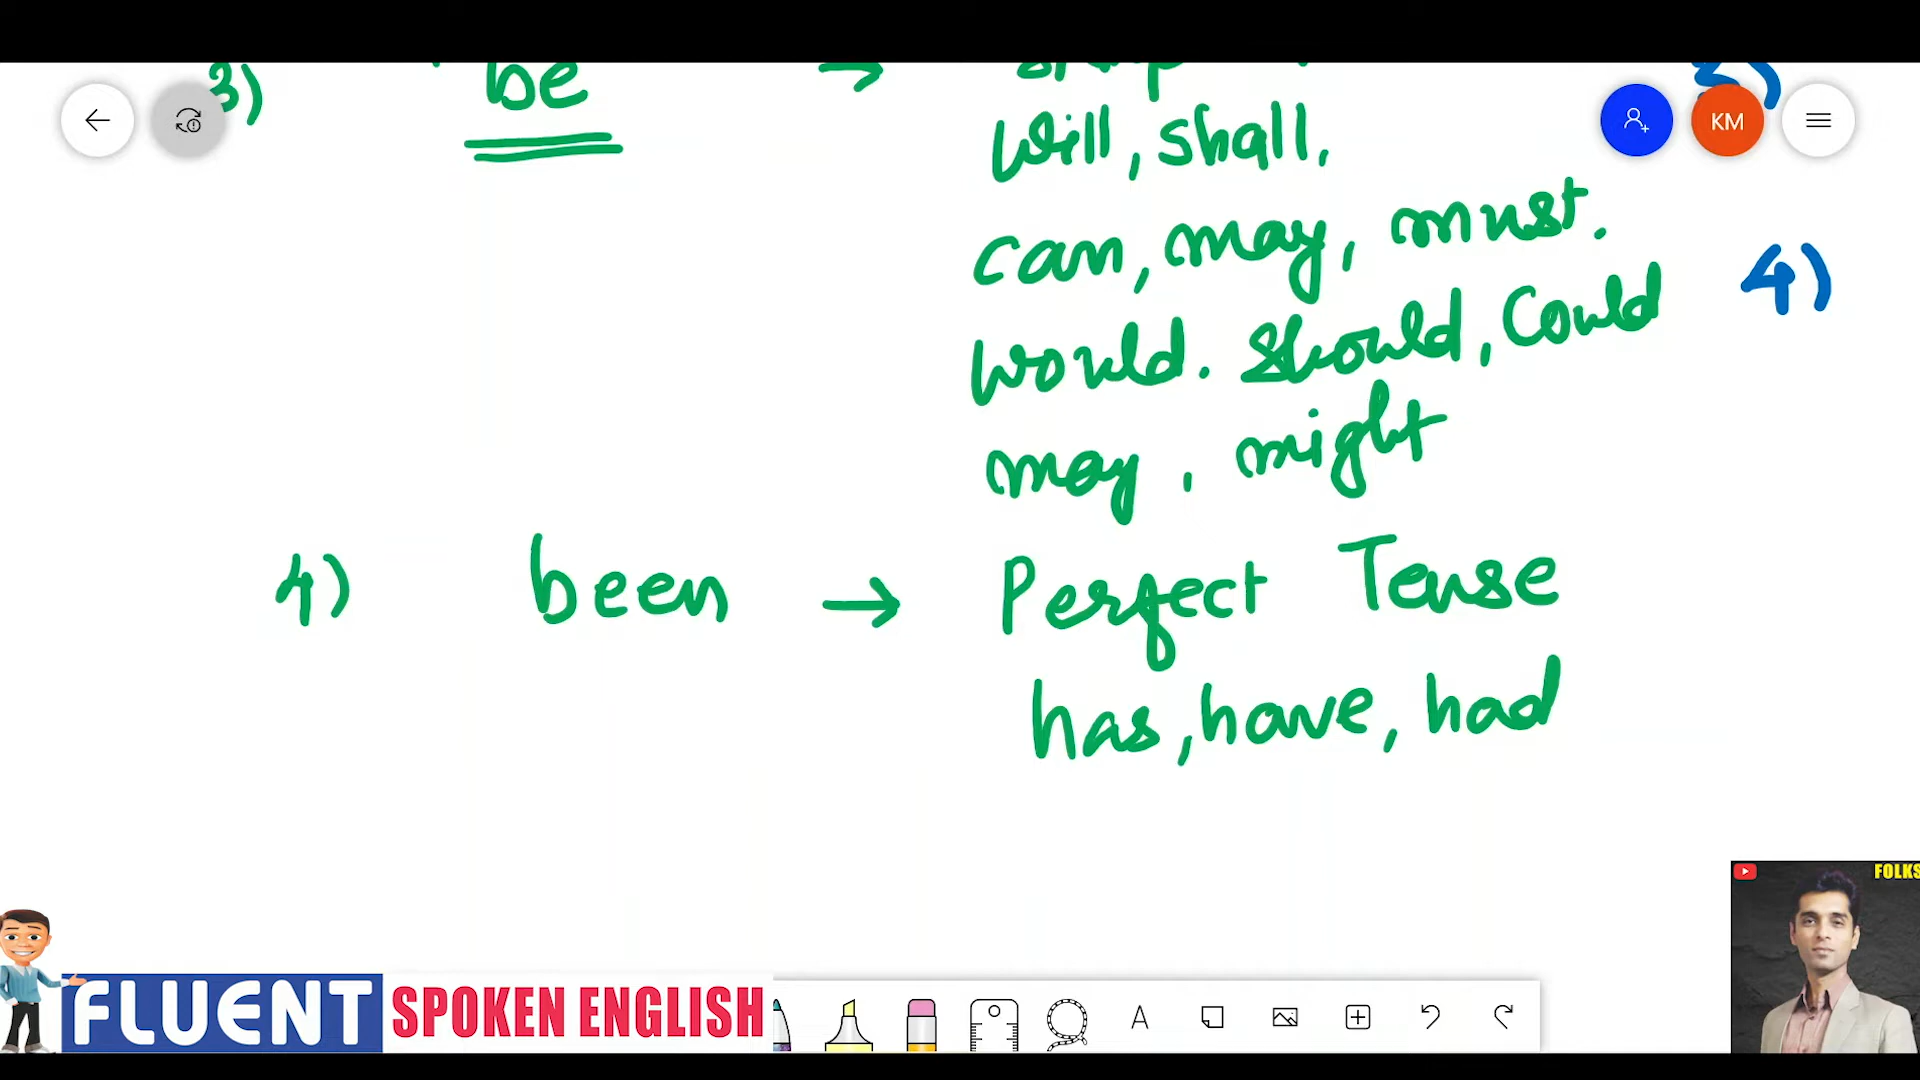 3) be →
will, shall.
KM
can, may, must.
4)
would. should, could
may, might
4) been → Perfect Tense
has, have, had
FOLKS
FLUENT SPOKEN ENGLISH
A